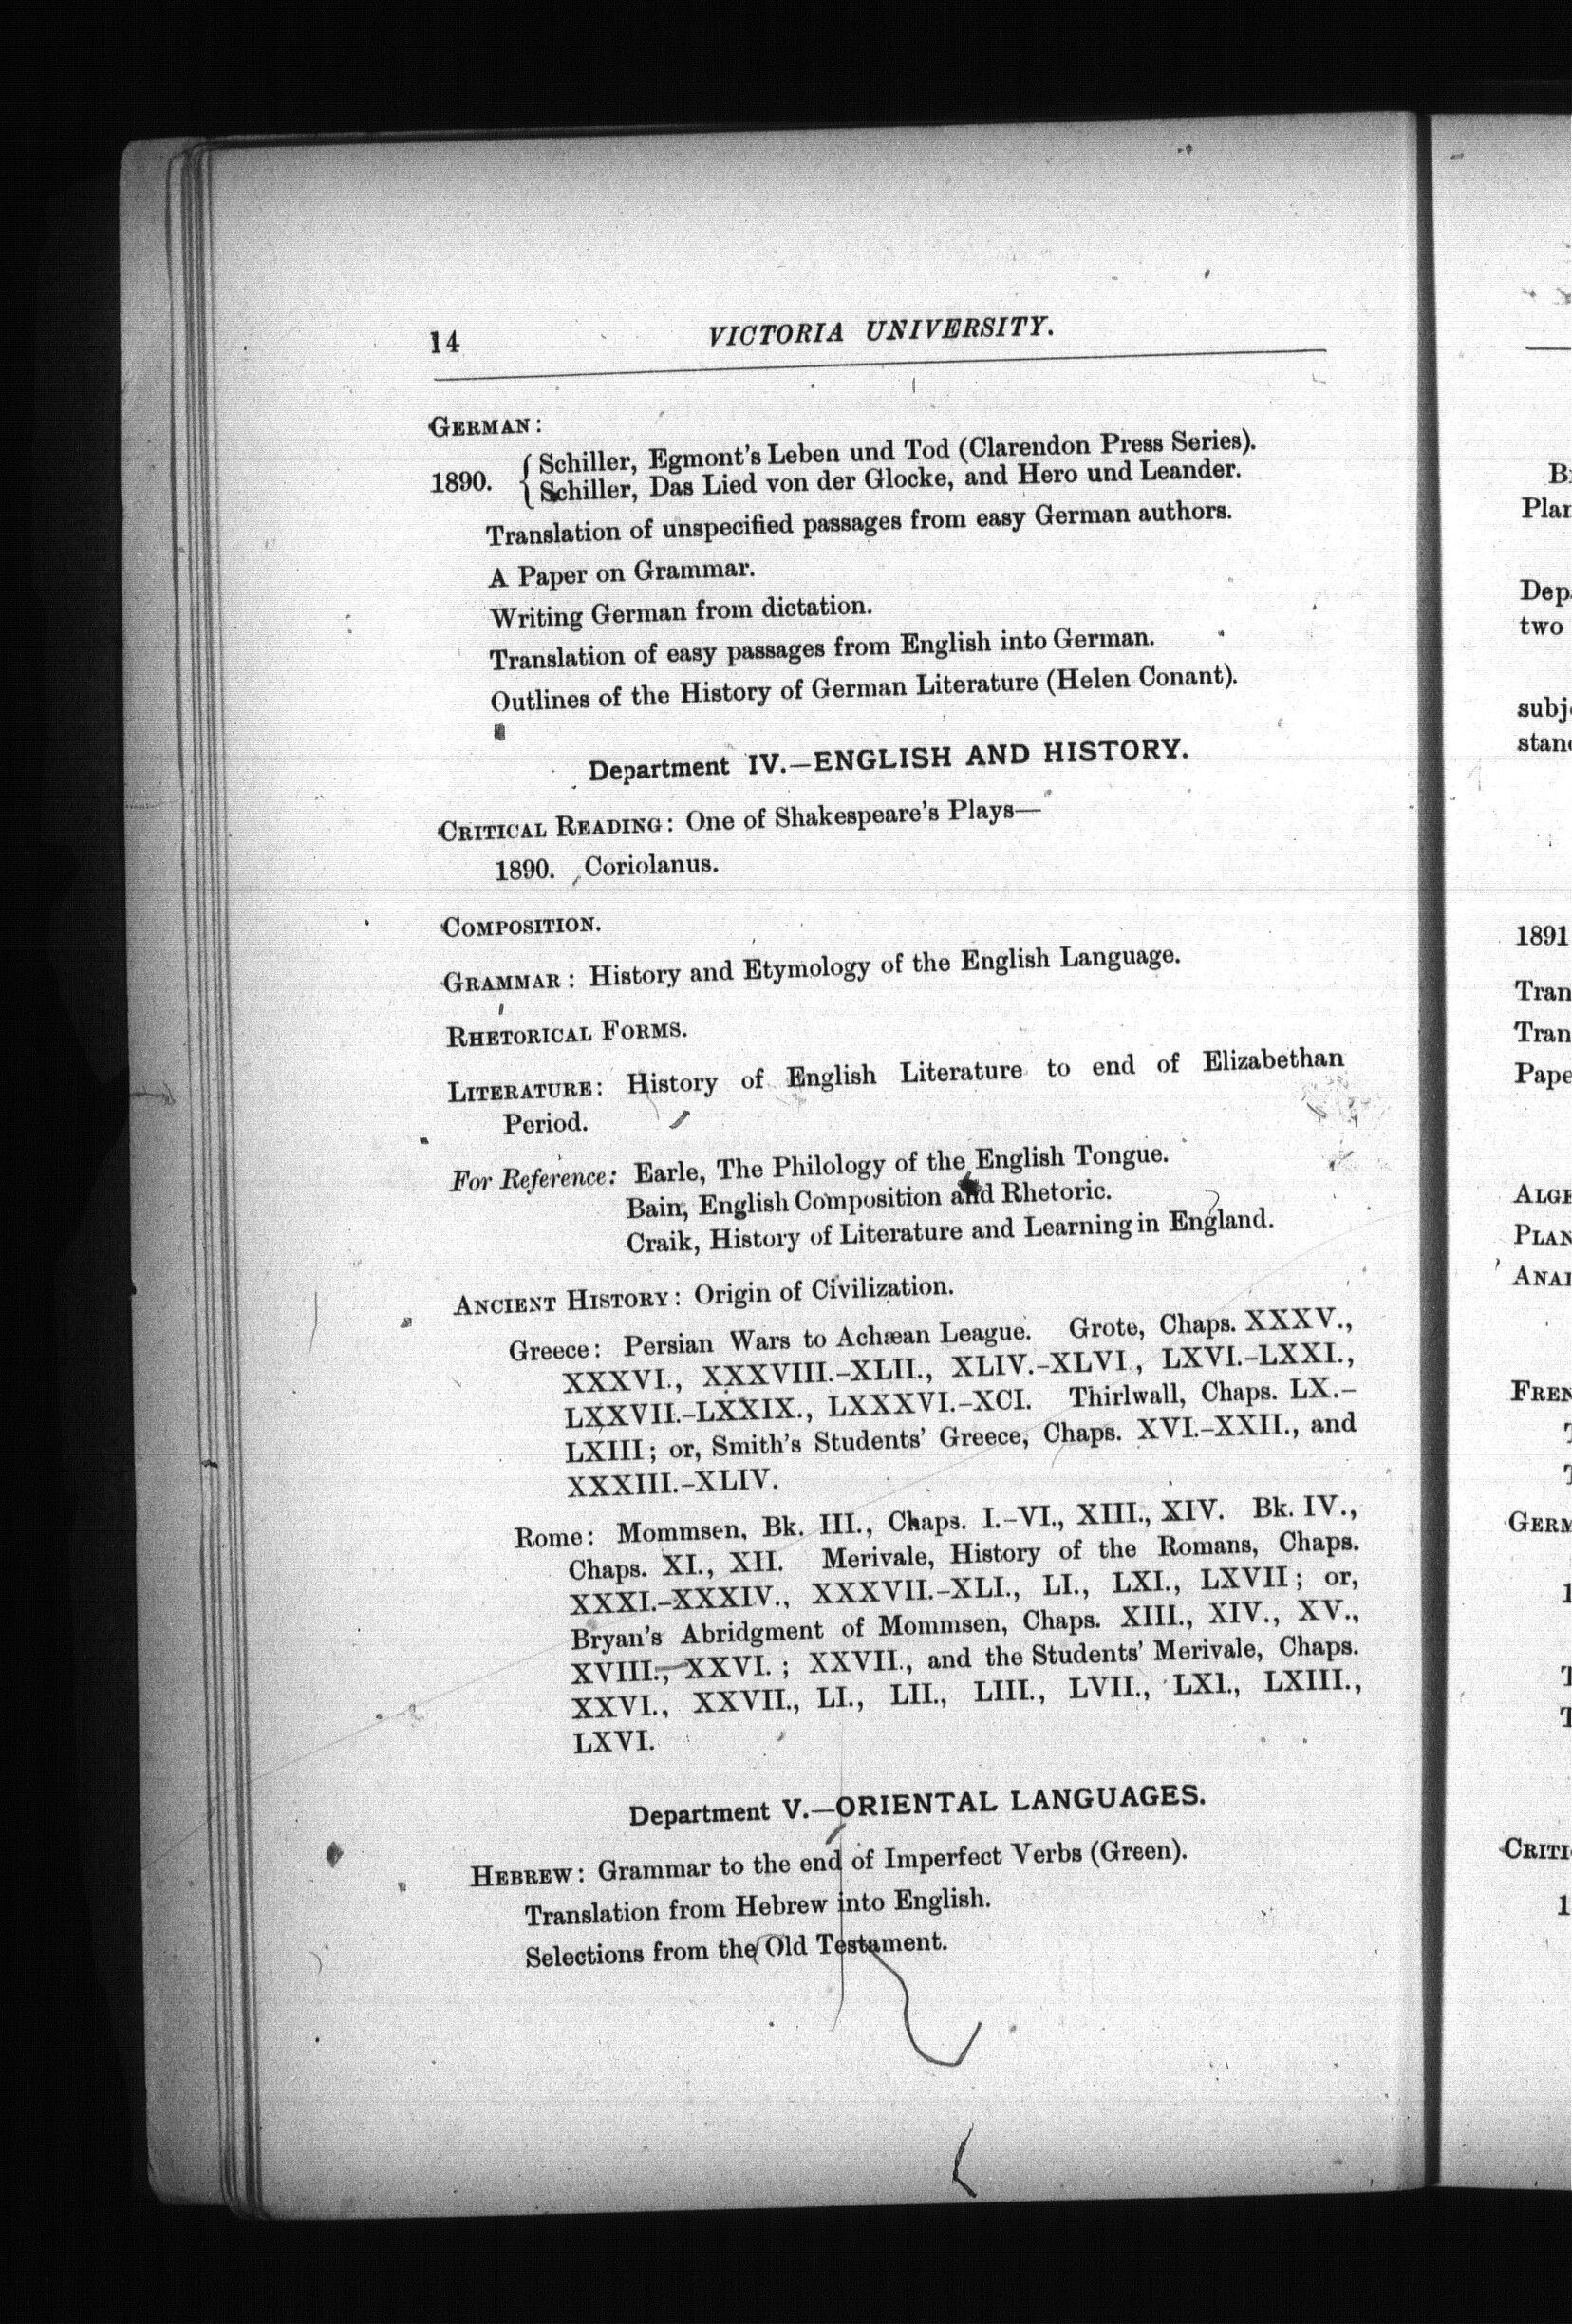 14 VICTORIA UNIVERSITY.
GERMAN:
1890. { Schiller, Egmont's Leben und Tod (Clarendon Press Series).
Schiller, Das Lied von der Glocke, and Hero und Leander.
Translation of unspecified passages from easy German authors.
A Paper on Grammar.
Writing German from dictation.
Translation of easy passages from English into German.
Outlines of the History of German Literature (Helen Conant).
Department IV.—ENGLISH AND HISTORY.
CRITICAL READING: One of Shakespeare's Plays—
1890. Coriolanus.
COMPOSITION.
GRAMMAR: History and Etymology of the English Language.
RHETORICAL FORMS.
LITERATURE: History of English Literature to end of Elizabethan
Period.
For Reference: Earle, The Philology of the English Tongue.
Bain, English Composition and Rhetoric.
Craik, History of Literature and Learning in England.
ANCIENT HISTORY: Origin of Civilization.
Greece: Persian Wars to Achæan League. Grote, Chaps. XXXV.,
XXXVI., XXXVIII.-XLII., XLIV.-XLVI., LXVI.-LXXI.,
LXXVII.-LXXIX., LXXXVI.-XCI. Thirlwall, Chaps. LX.-
LXIII; or, Smith's Students' Greece, Chaps. XVI.-XXII., and
XXXIII.-XLIV.
Rome: Mommsen, Bk. III., Chaps. I.-VI., XIII., XIV. Bk. IV.,
Chaps. XI., XII. Merivale, History of the Romans, Chaps.
XXXI.-XXXIV., XXXVII.-XLI., LI., LXI., LXVII; or,
Bryan's Abridgment of Mommsen, Chaps. XIII., XIV., XV.,
XVIII., XXVI.; XXVII., and the Students' Merivale, Chaps.
XXVI., XXVII., LI., LII., LIII., LVII., LXI., LXIII.,
LXVI.
Department V.—ORIENTAL LANGUAGES.
HEBREW: Grammar to the end of Imperfect Verbs (Green).
Translation from Hebrew into English.
Selections from the Old Testament.
two
1891